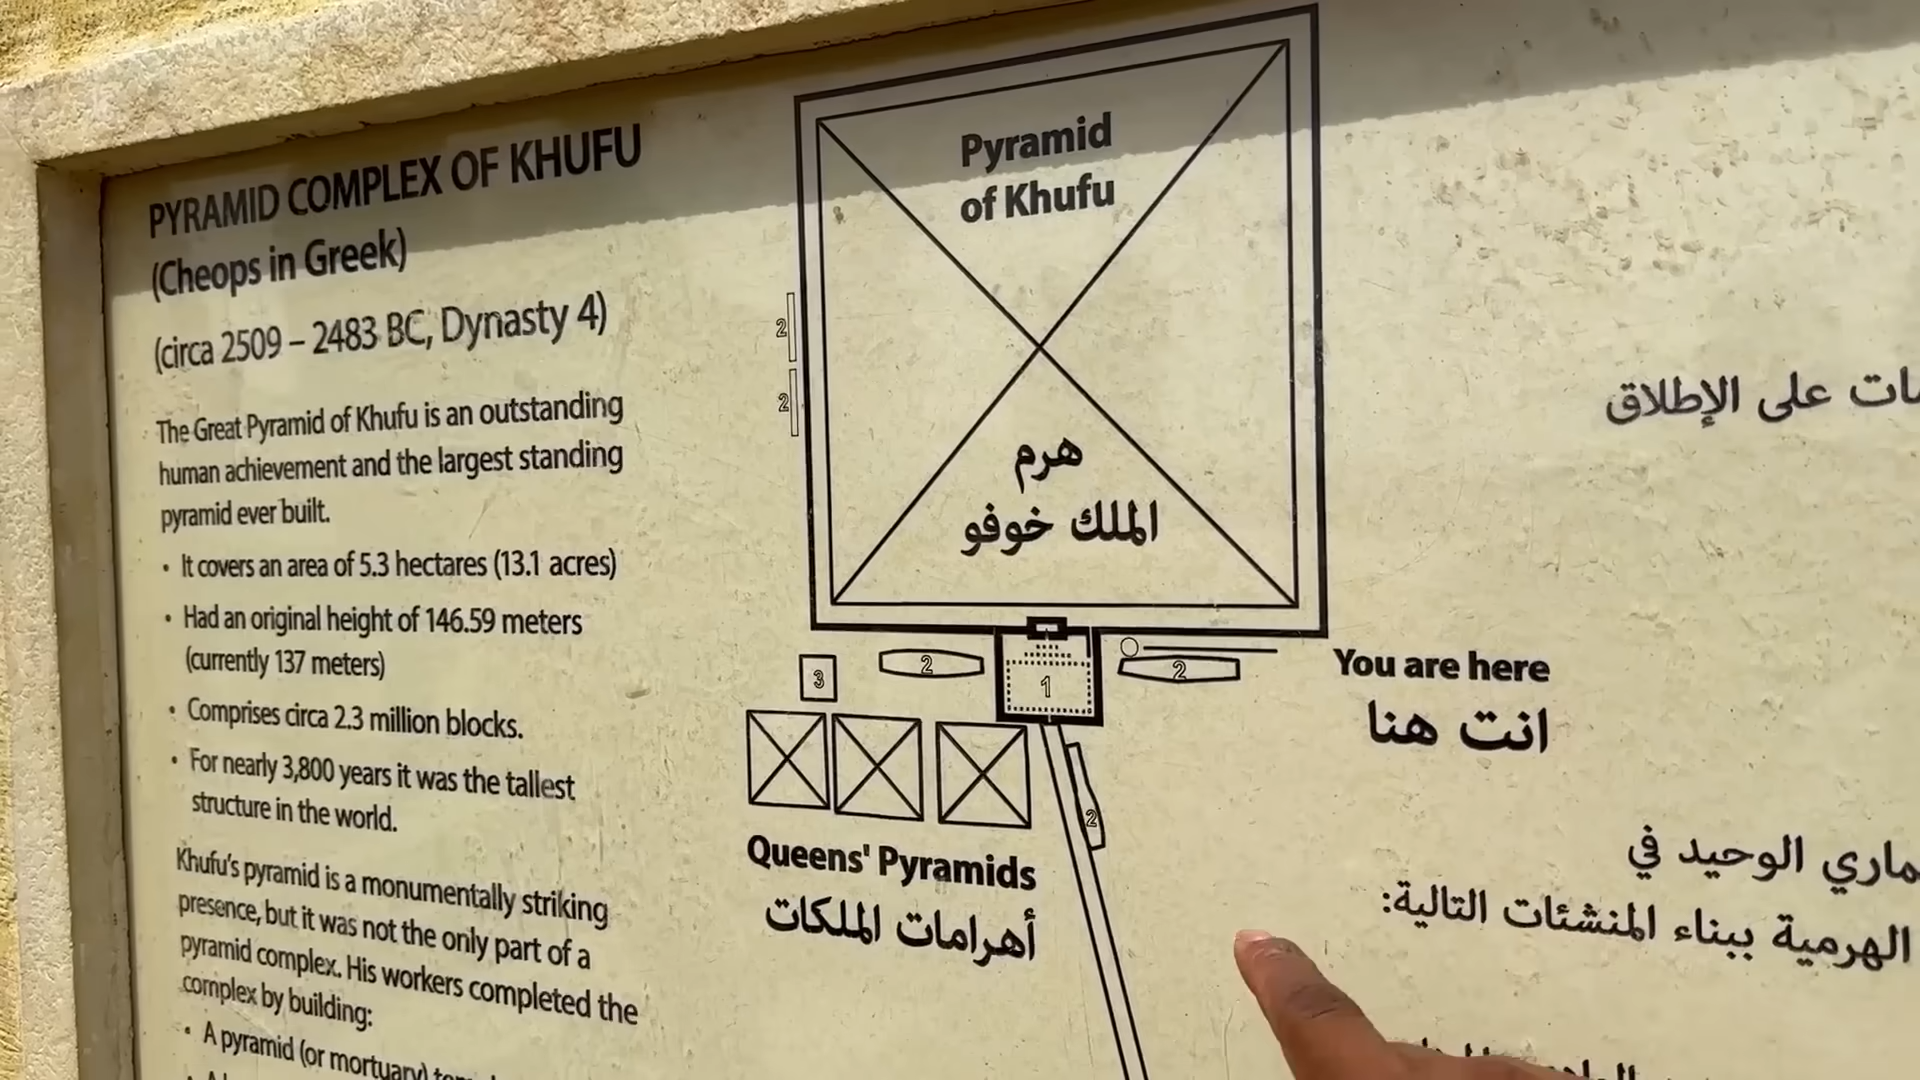 PYRAMID COMPLEX OF KHUFU
(Cheops in Greek)
(circa 2509 – 2483 BC, Dynasty 4)
The Great Pyramid of Khufu is an outstanding
human achievement and the largest standing
pyramid ever built.
• It covers an area of 5.3 hectares (13.1 acres)
• Had an original height of 146.59 meters
(currently 137 meters)
• Comprises circa 2.3 million blocks.
• For nearly 3,800 years it was the tallest
structure in the world.
Khufu's pyramid is a monumentally striking
presence, but it was not the only part of a
pyramid complex. His workers completed the
complex by building:
• A pyramid (or mortuary)
Pyramid
of Khufu
هرم
الملك خوفو
2
2
3
2
1
2
2
You are here
انت هنا
Queens' Pyramids
أهرامات الملكات
على الإطلاق
الوحيد في
الهرمية ببناء المنشئات التالية: